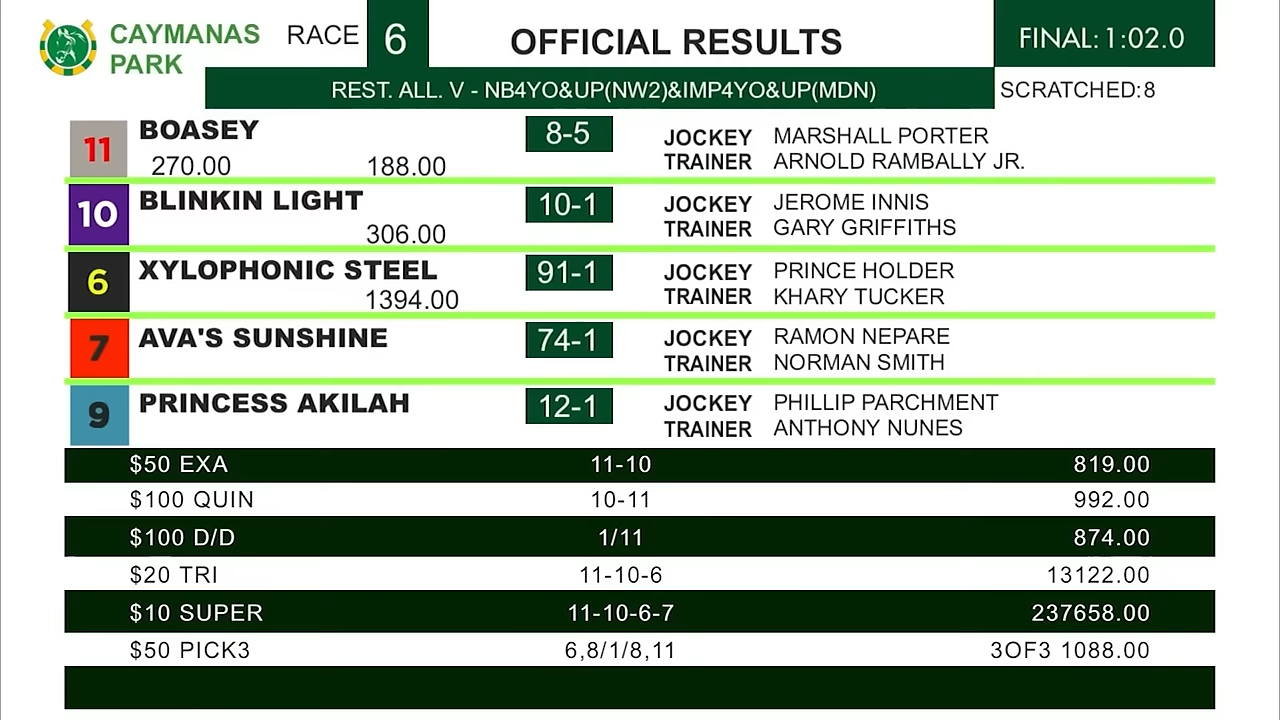 CAYMANAS PARK RACE 6 OFFICIAL RESULTS FINAL: 1:02.0
REST. ALL. V - NB4YO&UP(NW2)&IMP4YO&UP(MDN) SCRATCHED:8
11 BOASEY 8-5 JOCKEY MARSHALL PORTER
270.00 188.00 TRAINER ARNOLD RAMBALLY JR.
10 BLINKIN LIGHT 10-1 JOCKEY JEROME INNIS
306.00 TRAINER GARY GRIFFITHS
6 XYLOPHONIC STEEL 91-1 JOCKEY PRINCE HOLDER
1394.00 TRAINER KHARY TUCKER
7 AVA'S SUNSHINE 74-1 JOCKEY RAMON NEPARE
TRAINER NORMAN SMITH
9 PRINCESS AKILAH 12-1 JOCKEY PHILLIP PARCHMENT
TRAINER ANTHONY NUNES
$50 EXA 11-10 819.00
$100 QUIN 10-11 992.00
$100 D/D 1/11 874.00
$20 TRI 11-10-6 13122.00
$10 SUPER 11-10-6-7 237658.00
$50 PICK3 6,8/1/8,11 3OF3 1088.00